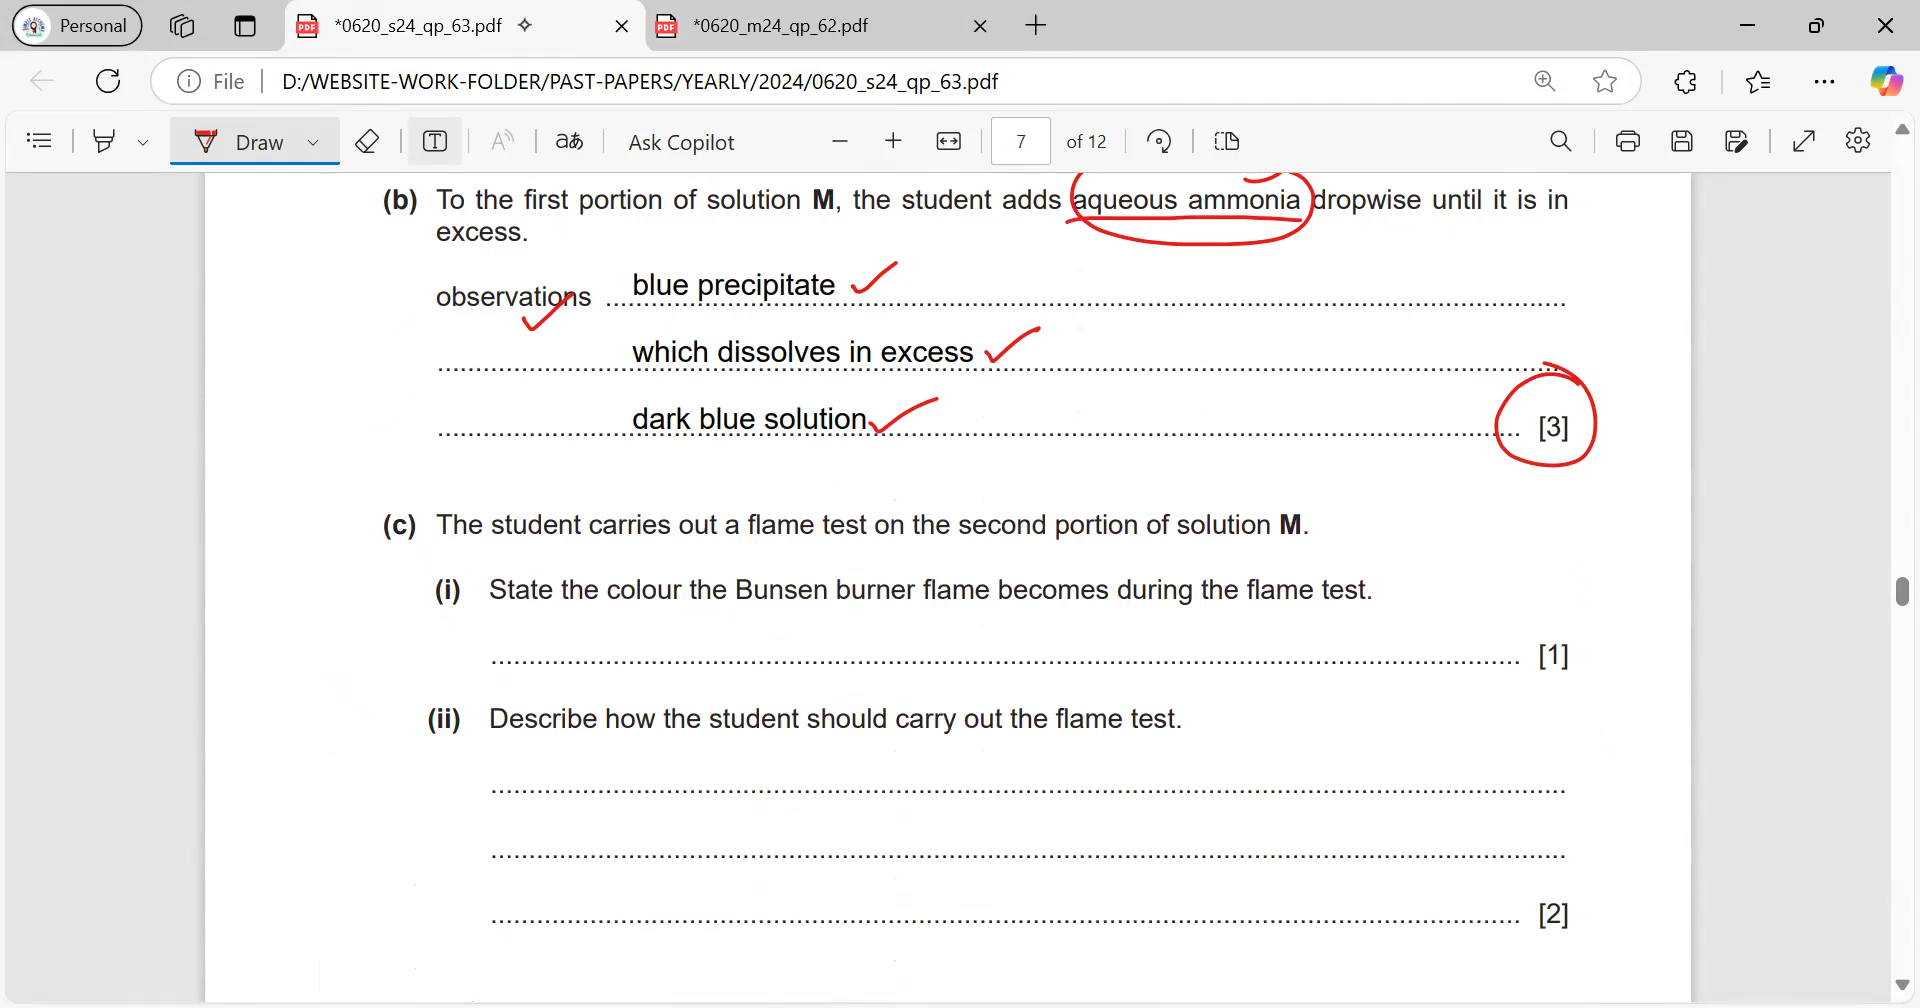 Personal
*0620_s24_qp_63.pdf
*0620_m24_qp_62.pdf
File
D:/WEBSITE-WORK-FOLDER/PAST-PAPERS/YEARLY/2024/0620_s24_qp_63.pdf
Draw
aあ
Ask Copilot
7 of 12
(b) To the first portion of solution M, the student adds aqueous ammonia dropwise until it is in
excess.
observations blue precipitate
which dissolves in excess
dark blue solution [3]
(c) The student carries out a flame test on the second portion of solution M.
(i) State the colour the Bunsen burner flame becomes during the flame test.
[1]
(ii) Describe how the student should carry out the flame test.
[2]